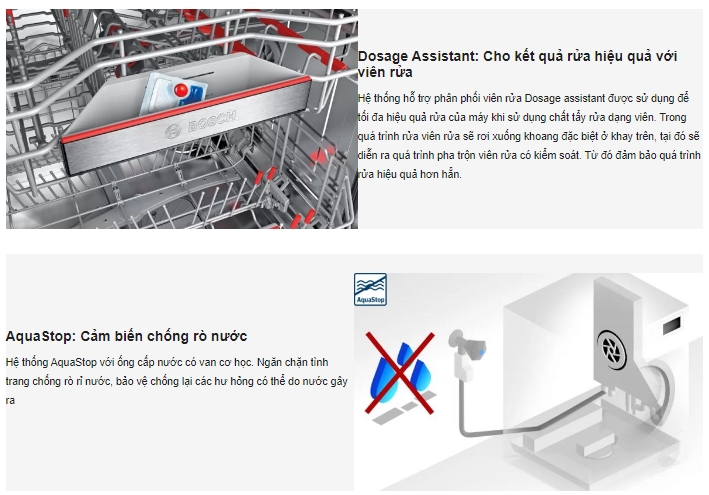 BOSCH
Dosage Assistant: Cho kết quả rửa hiệu quả với
viên rửa
Hệ thống hỗ trợ phân phối viên rửa Dosage assistant được sử dụng để
tối đa hiệu quả rửa của máy khi sử dụng chất tẩy rửa dạng viên. Trong
quá trình rửa viên rửa sẽ rơi xuống khoang đặc biệt ở khay trên, tại đó sẽ
diễn ra quá trình pha trộn viên rửa có kiểm soát. Từ đó đảm bảo quá trình
rửa hiệu quả hơn hẳn.
AquaStop
AquaStop: Cảm biến chống rò nước
Hệ thống AquaStop với ống cấp nước có van cơ học. Ngăn chặn tình
trang chống rò rỉ nước, bảo vệ chống lại các hư hỏng có thể do nước gây
ra